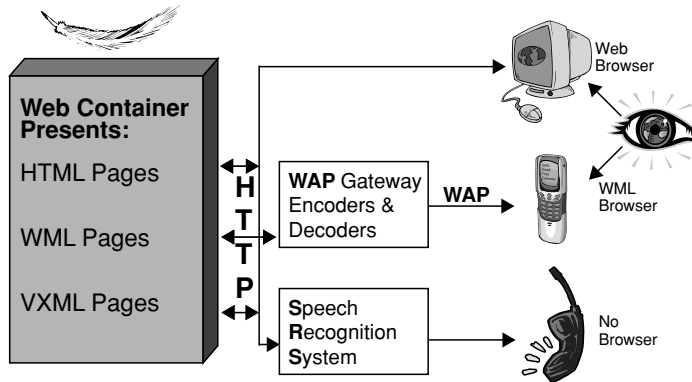 Web Container
Presents:
HTML Pages
WML Pages
VXML Pages
H
T
T
P
WAP Gateway
Encoders &
Decoders
WAP
Speech
Recognition
System
Web
Browser
WML
Browser
No
Browser